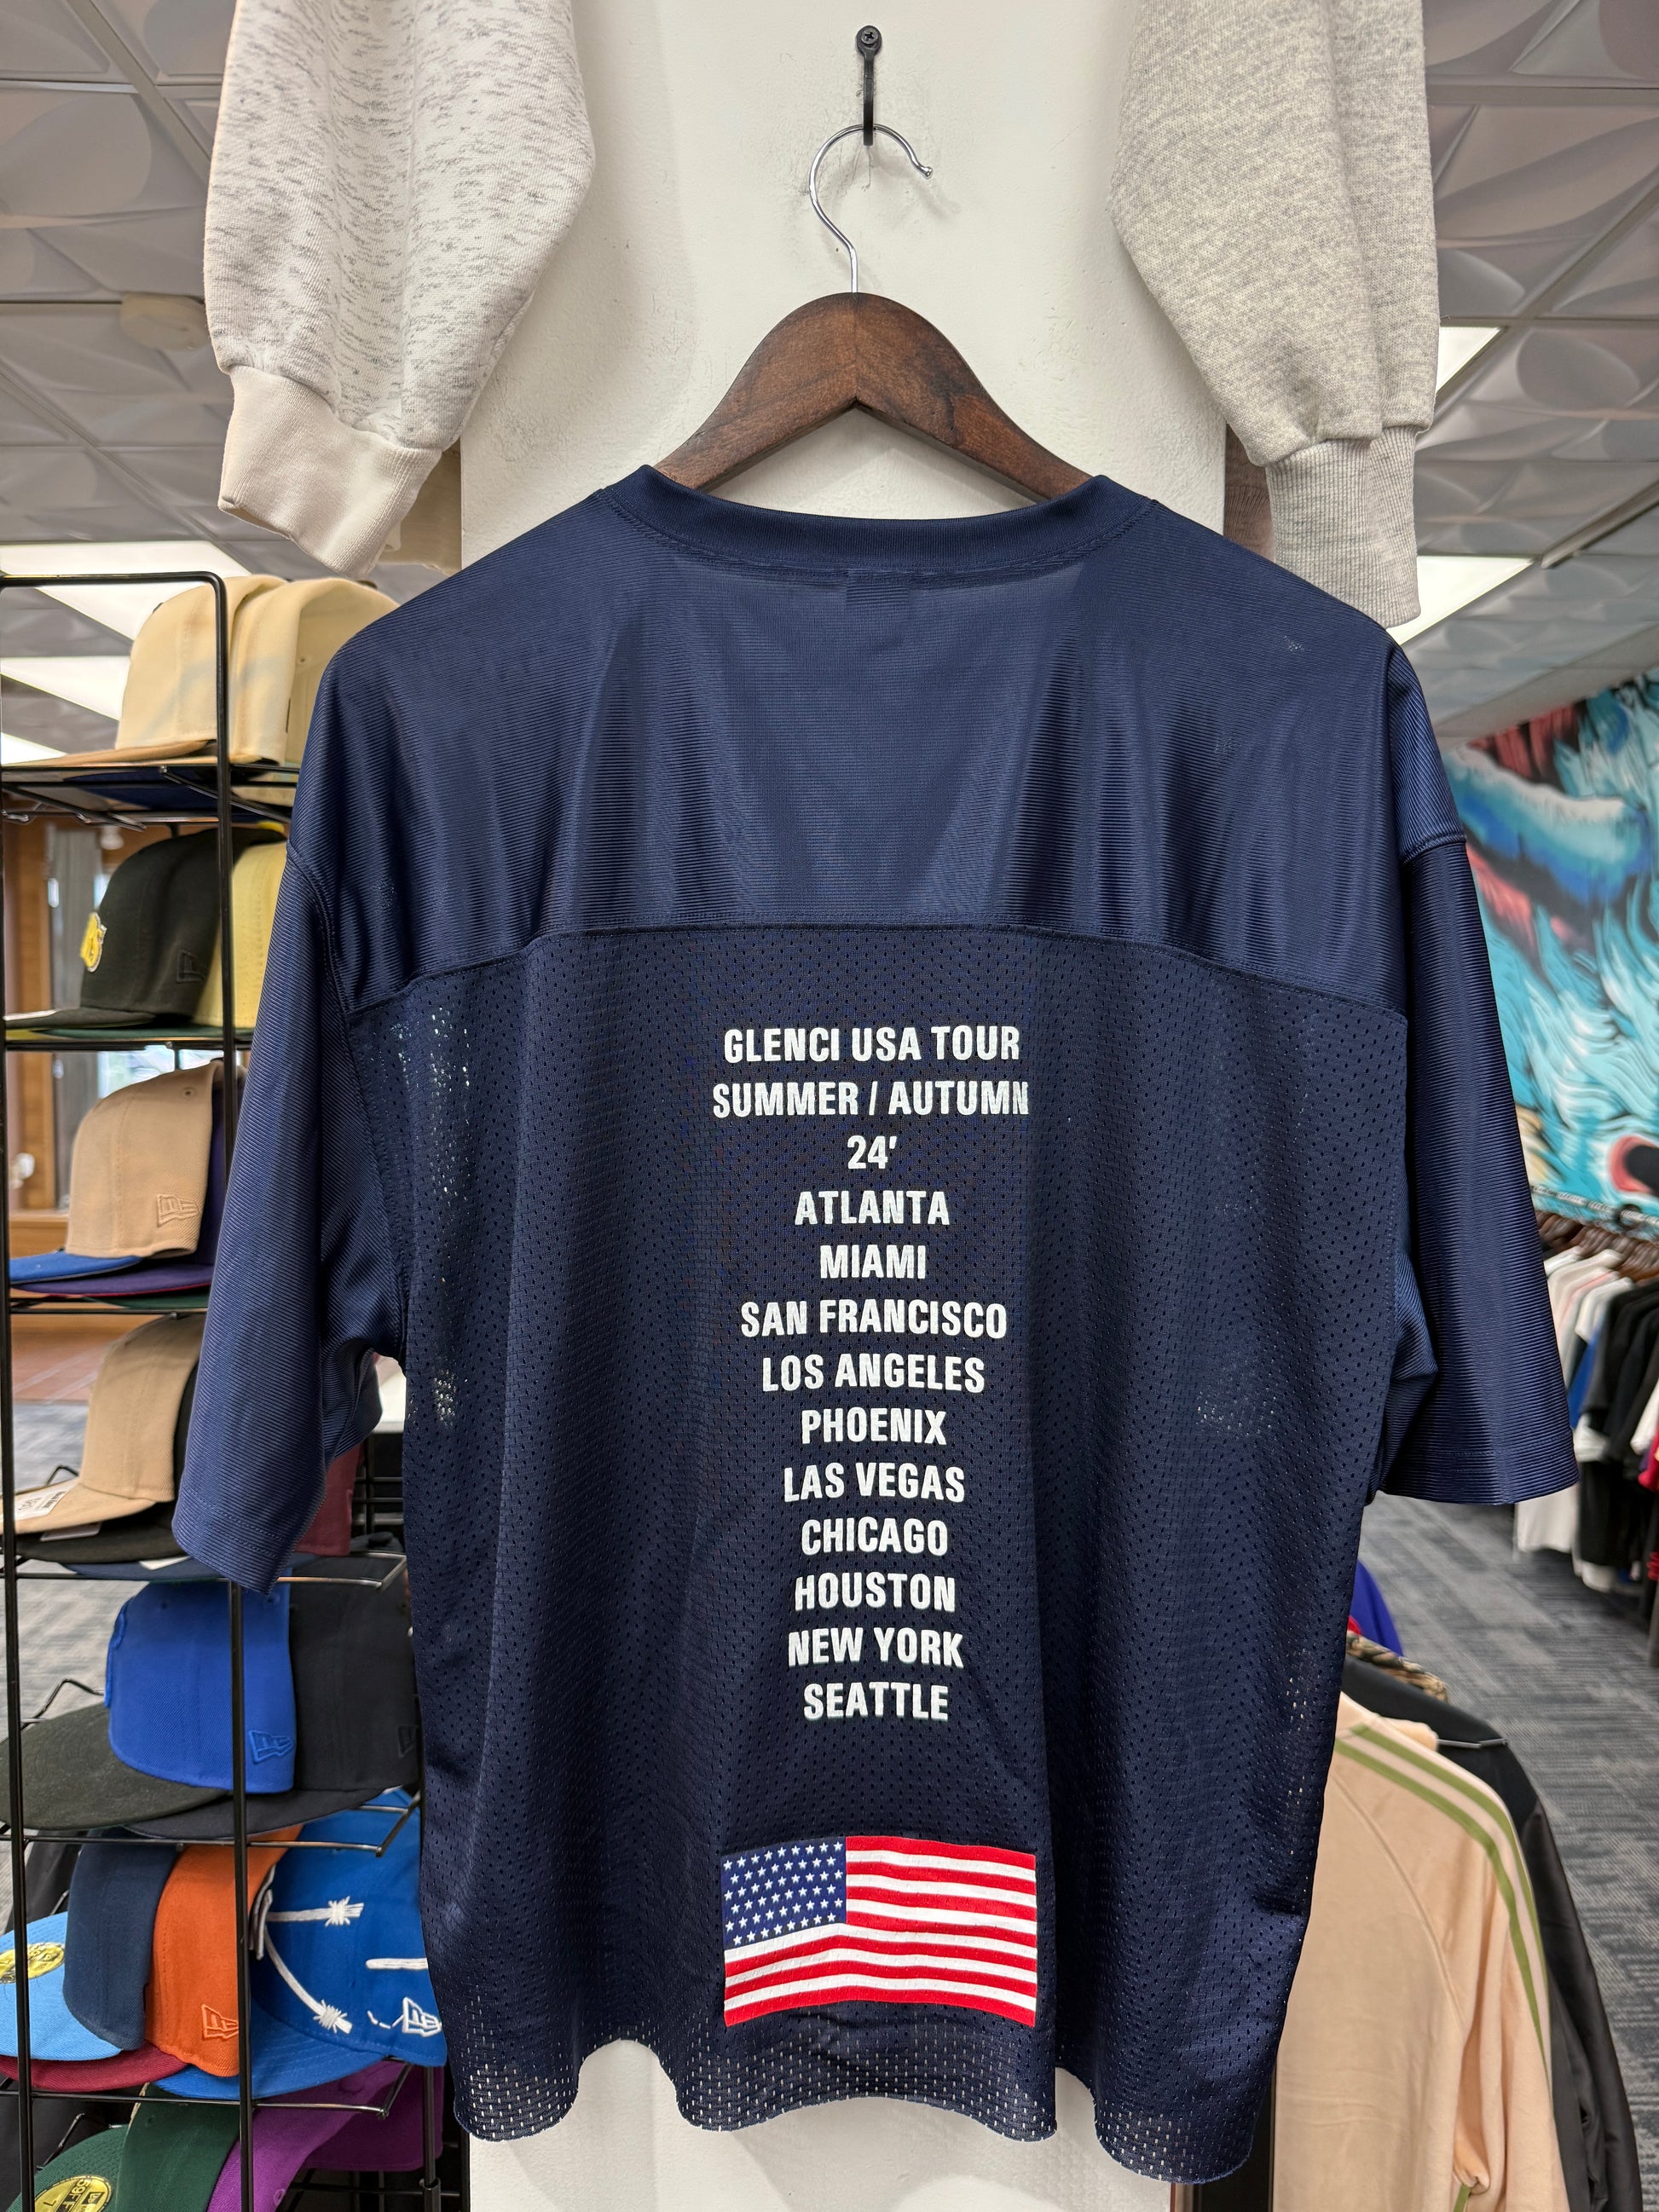 GLENCI USA TOUR
SUMMER / AUTUMN
24'
ATLANTA
MIAMI
SAN FRANCISCO
LOS ANGELES
PHOENIX
LAS VEGAS
CHICAGO
HOUSTON
NEW YORK
SEATTLE